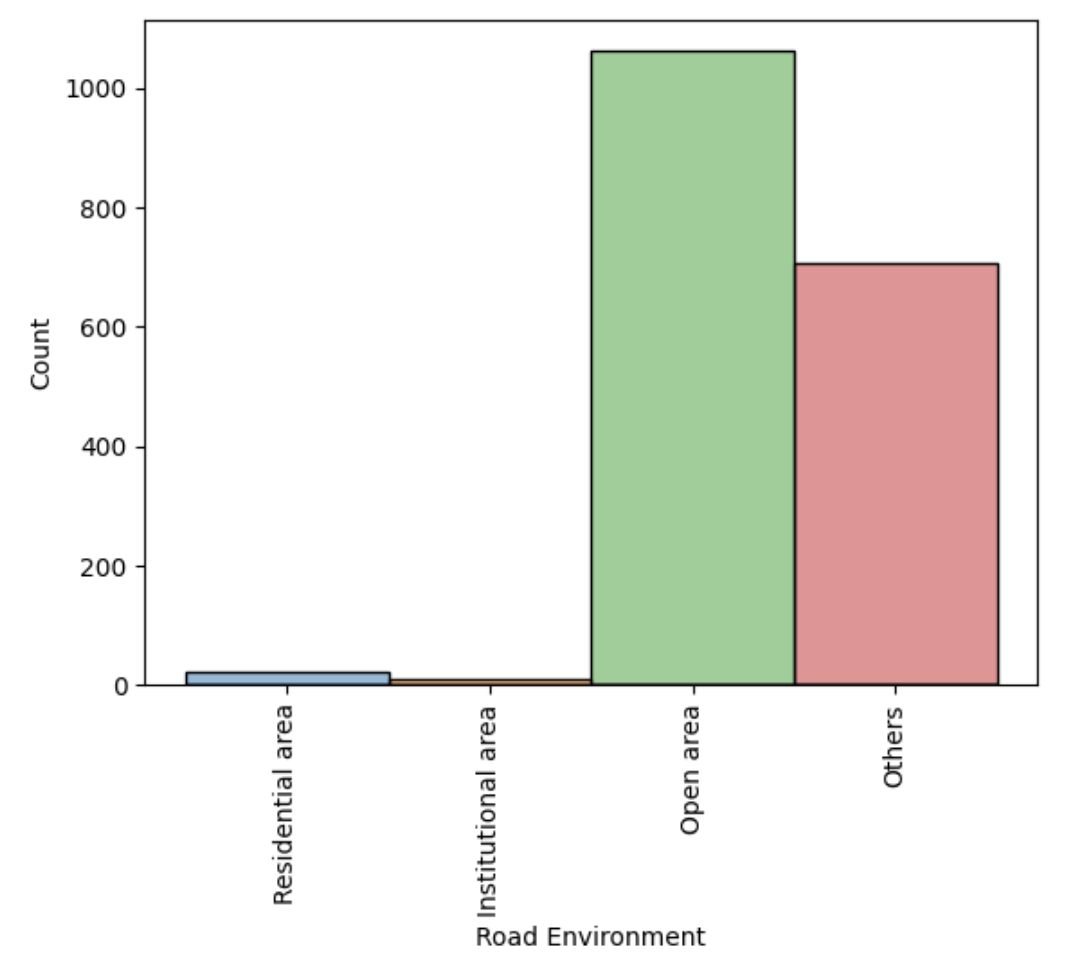 1000
800
600
400
200
0
Count
Residential area
Institutional area
Open area
Others
Road Environment